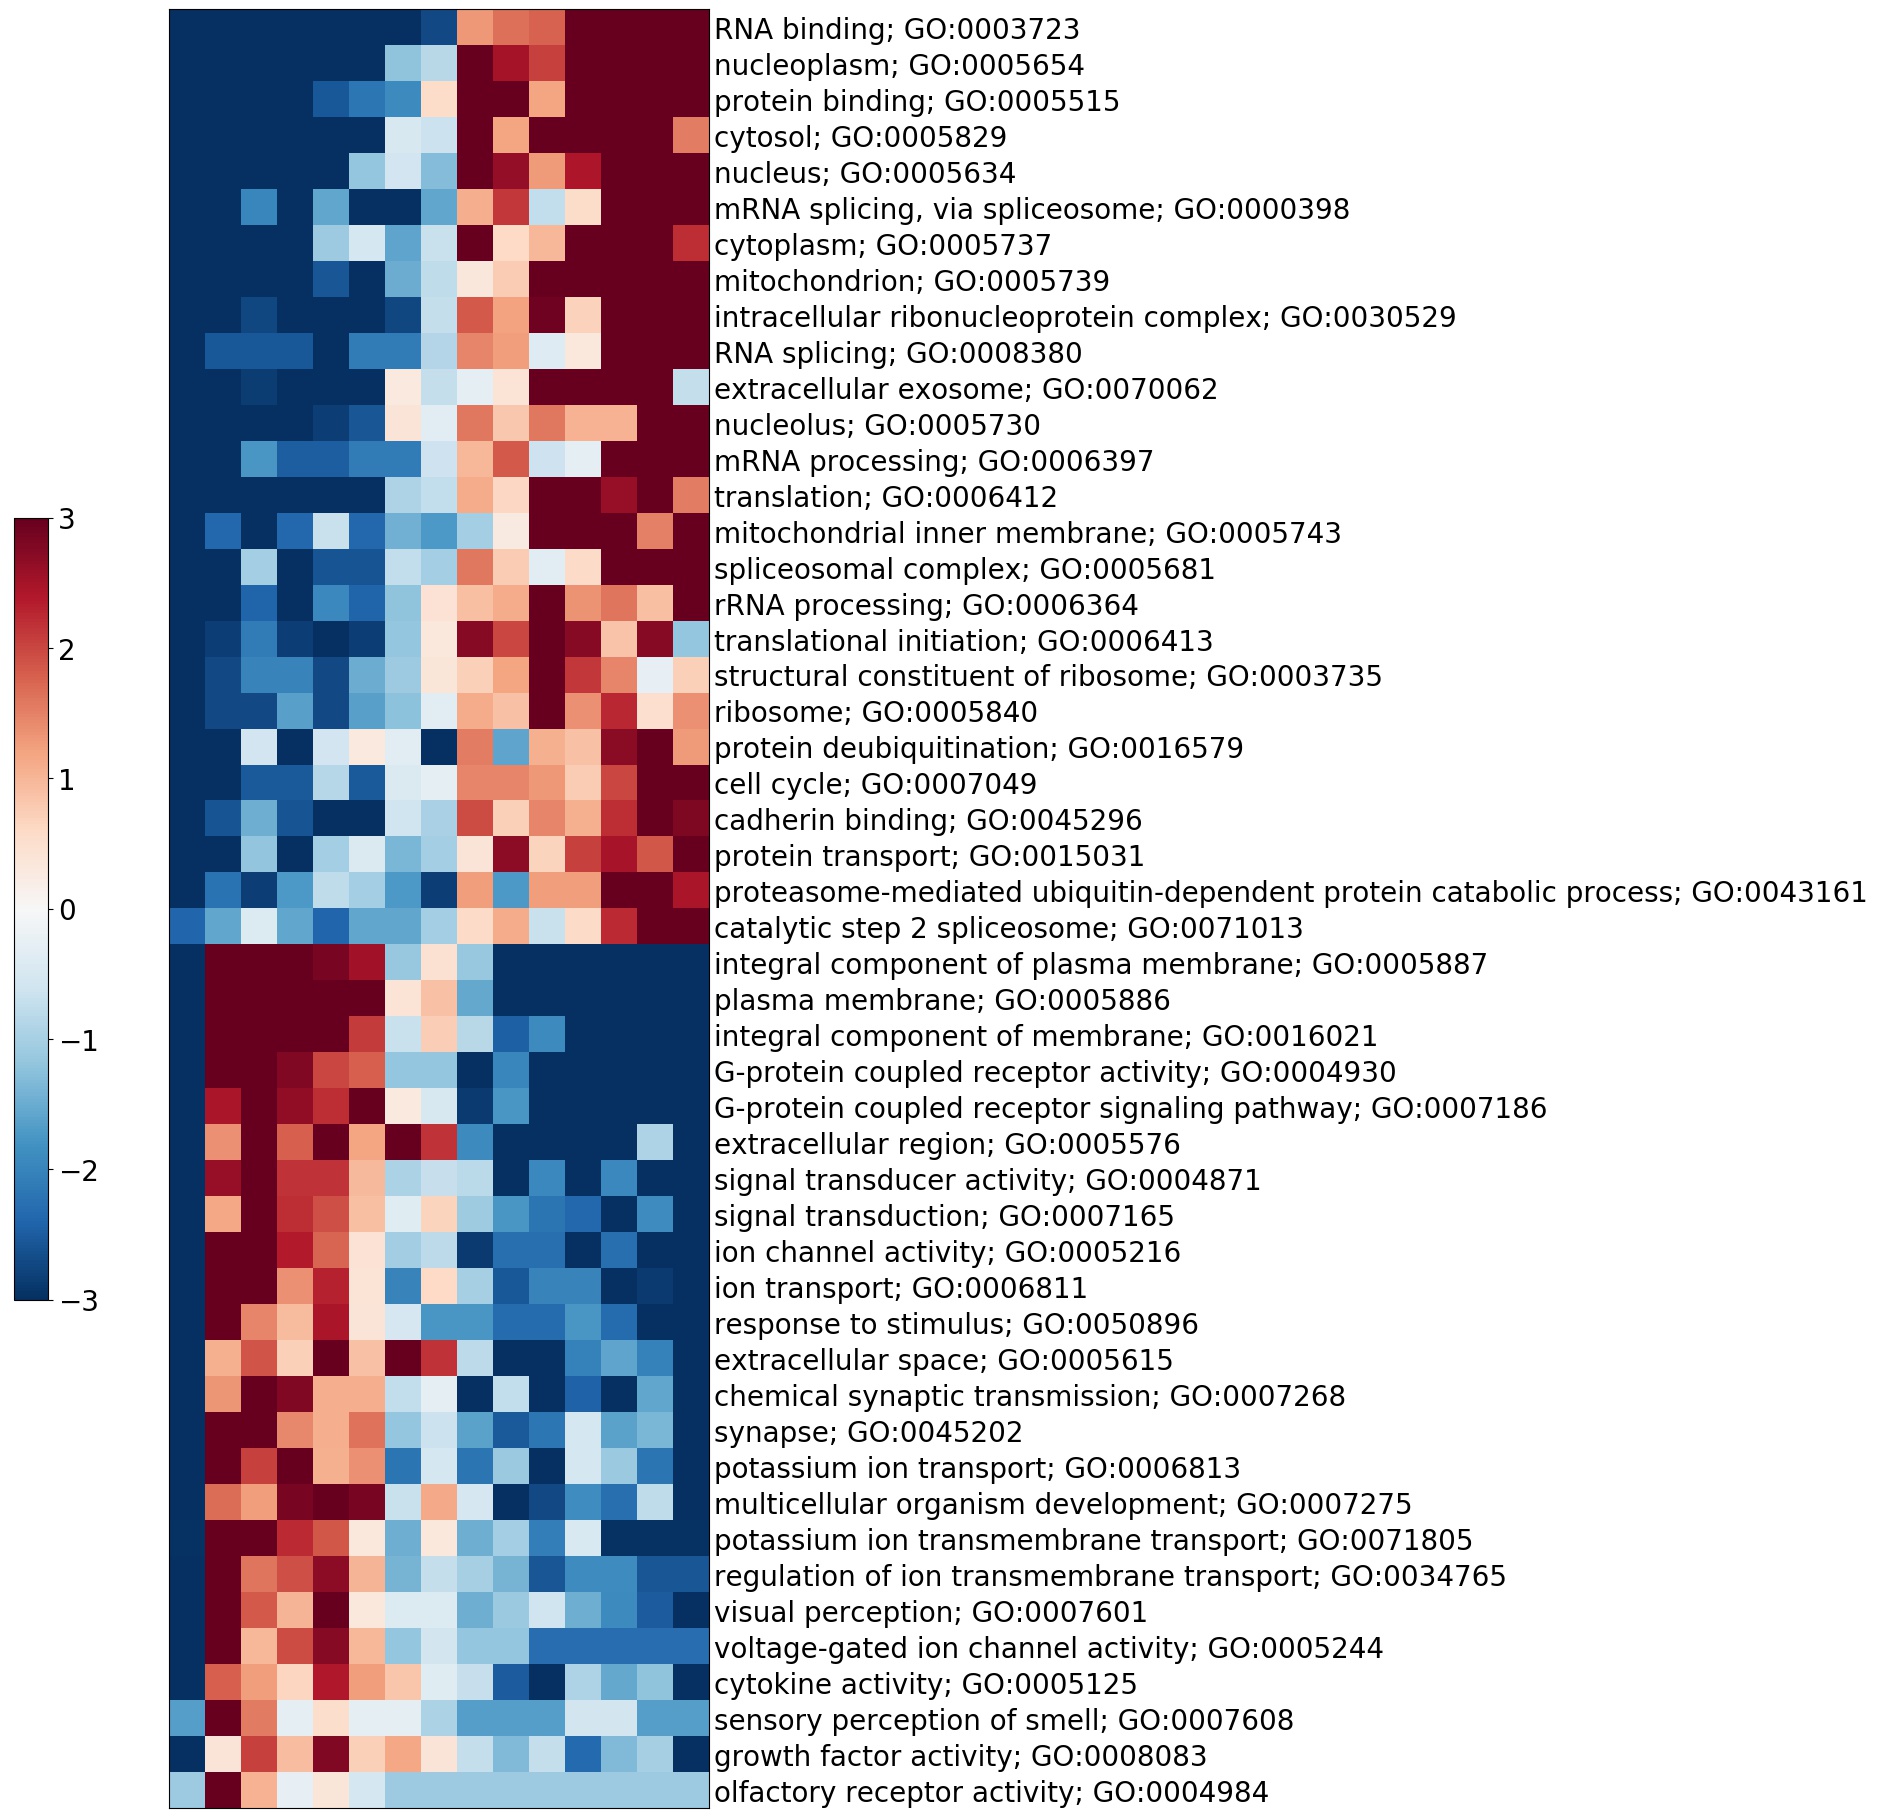 RNA binding; GO:0003723
nucleoplasm; GO:0005654
protein binding; GO:0005515
cytosol; GO:0005829
nucleus; GO:0005634
mRNA splicing, via spliceosome; GO:0000398
cytoplasm; GO:0005737
mitochondrion; GO:0005739
intracellular ribonucleoprotein complex; GO:0030529
RNA splicing; GO:0008380
extracellular exosome; GO:0070062
nucleolus; GO:0005730
mRNA processing; GO:0006397
translation; GO:0006412
mitochondrial inner membrane; GO:0005743
spliceosomal complex; GO:0005681
rRNA processing; GO:0006364
translational initiation; GO:0006413
structural constituent of ribosome; GO:0003735
ribosome; GO:0005840
protein deubiquitination; GO:0016579
cell cycle; GO:0007049
cadherin binding; GO:0045296
protein transport; GO:0015031
proteasome-mediated ubiquitin-dependent protein catabolic process; GO:0043161
catalytic step 2 spliceosome; GO:0071013
integral component of plasma membrane; GO:0005887
plasma membrane; GO:0005886
integral component of membrane; GO:0016021
G-protein coupled receptor activity; GO:0004930
G-protein coupled receptor signaling pathway; GO:0007186
extracellular region; GO:0005576
signal transducer activity; GO:0004871
signal transduction; GO:0007165
ion channel activity; GO:0005216
ion transport; GO:0006811
response to stimulus; GO:0050896
extracellular space; GO:0005615
chemical synaptic transmission; GO:0007268
synapse; GO:0045202
potassium ion transport; GO:0006813
multicellular organism development; GO:0007275
potassium ion transmembrane transport; GO:0071805
regulation of ion transmembrane transport; GO:0034765
visual perception; GO:0007601
voltage-gated ion channel activity; GO:0005244
cytokine activity; GO:0005125
sensory perception of smell; GO:0007608
growth factor activity; GO:0008083
olfactory receptor activity; GO:0004984
3
2
1
0
−1
−2
−3